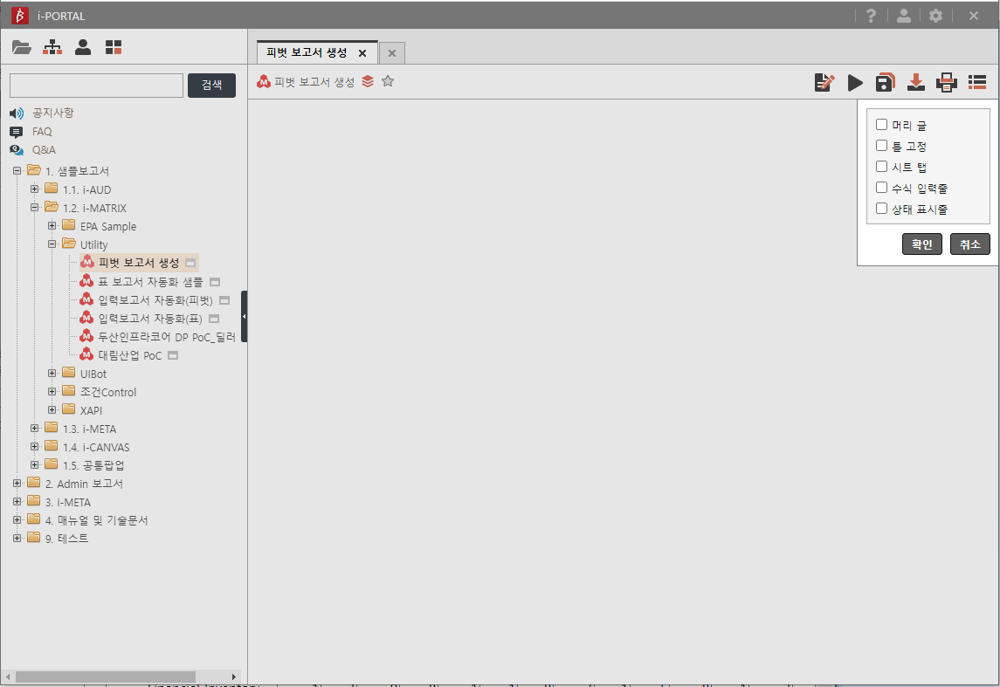 i-PORTAL
피벗 보고서 생성
검색
피벗 보고서 생성
공지사항
FAQ
Q&A
1. 샘플보고서
1.1. i-AUD
1.2. i-MATRIX
EPA Sample
Utility
피벗 보고서 생성
표 보고서 자동화 샘플
입력보고서 자동화(피벗)
입력보고서 자동화(표)
두산인프라코어 DP PoC_딜러
대림산업 PoC
UIBot
조건Control
XAPI
1.3. i-META
1.4. i-CANVAS
1.5. 공통팝업
2. Admin 보고서
3. i-META
4. 매뉴얼 및 기술문서
9. 테스트
머리 글
틀 고정
시트 탭
수식 입력줄
상태 표시줄
확인 취소